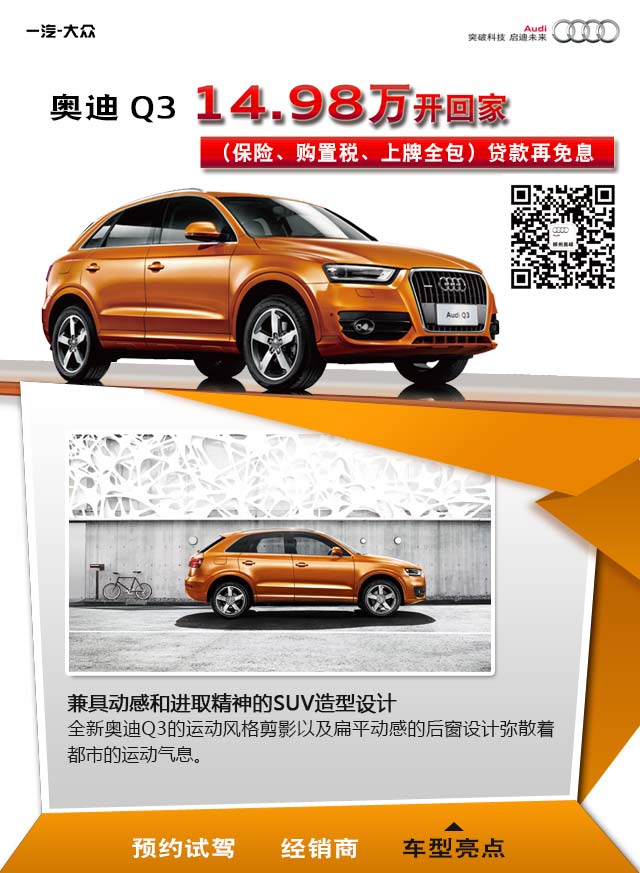 一汽-大众
Audi
突破科技 启迪未来
奥迪 Q3 14.98万开回家
（保险、购置税、上牌全包）贷款再免息
Audi
郴州奥峰
Audi Q3
兼具动感和进取精神的SUV造型设计
全新奥迪Q3的运动风格剪影以及扁平动感的后窗设计弥散着
都市的运动气息。
预约试驾 经销商 车型亮点